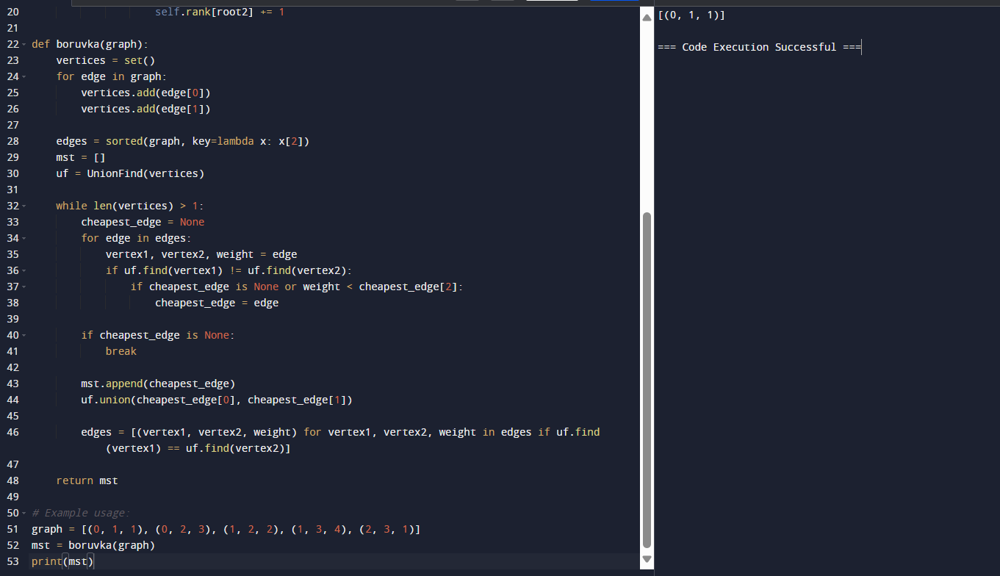 20 self.rank[root2] += 1
21
22 def boruvka(graph):
23 vertices = set()
24 for edge in graph:
25 vertices.add(edge[0])
26 vertices.add(edge[1])
27
28 edges = sorted(graph, key=lambda x: x[2])
29 mst = []
30 uf = UnionFind(vertices)
31
32 while len(vertices) > 1:
33 cheapest_edge = None
34 for edge in edges:
35 vertex1, vertex2, weight = edge
36 if uf.find(vertex1) != uf.find(vertex2):
37 if cheapest_edge is None or weight < cheapest_edge[2]:
38 cheapest_edge = edge
39
40 if cheapest_edge is None:
41 break
42
43 mst.append(cheapest_edge)
44 uf.union(cheapest_edge[0], cheapest_edge[1])
45
46 edges = [(vertex1, vertex2, weight) for vertex1, vertex2, weight in edges if uf.find
(vertex1) == uf.find(vertex2)]
47
48 return mst
49
50 # Example usage:
51 graph = [(0, 1, 1), (0, 2, 3), (1, 2, 2), (1, 3, 4), (2, 3, 1)]
52 mst = boruvka(graph)
53 print(mst)
[(0, 1, 1)]
=== Code Execution Successful ===